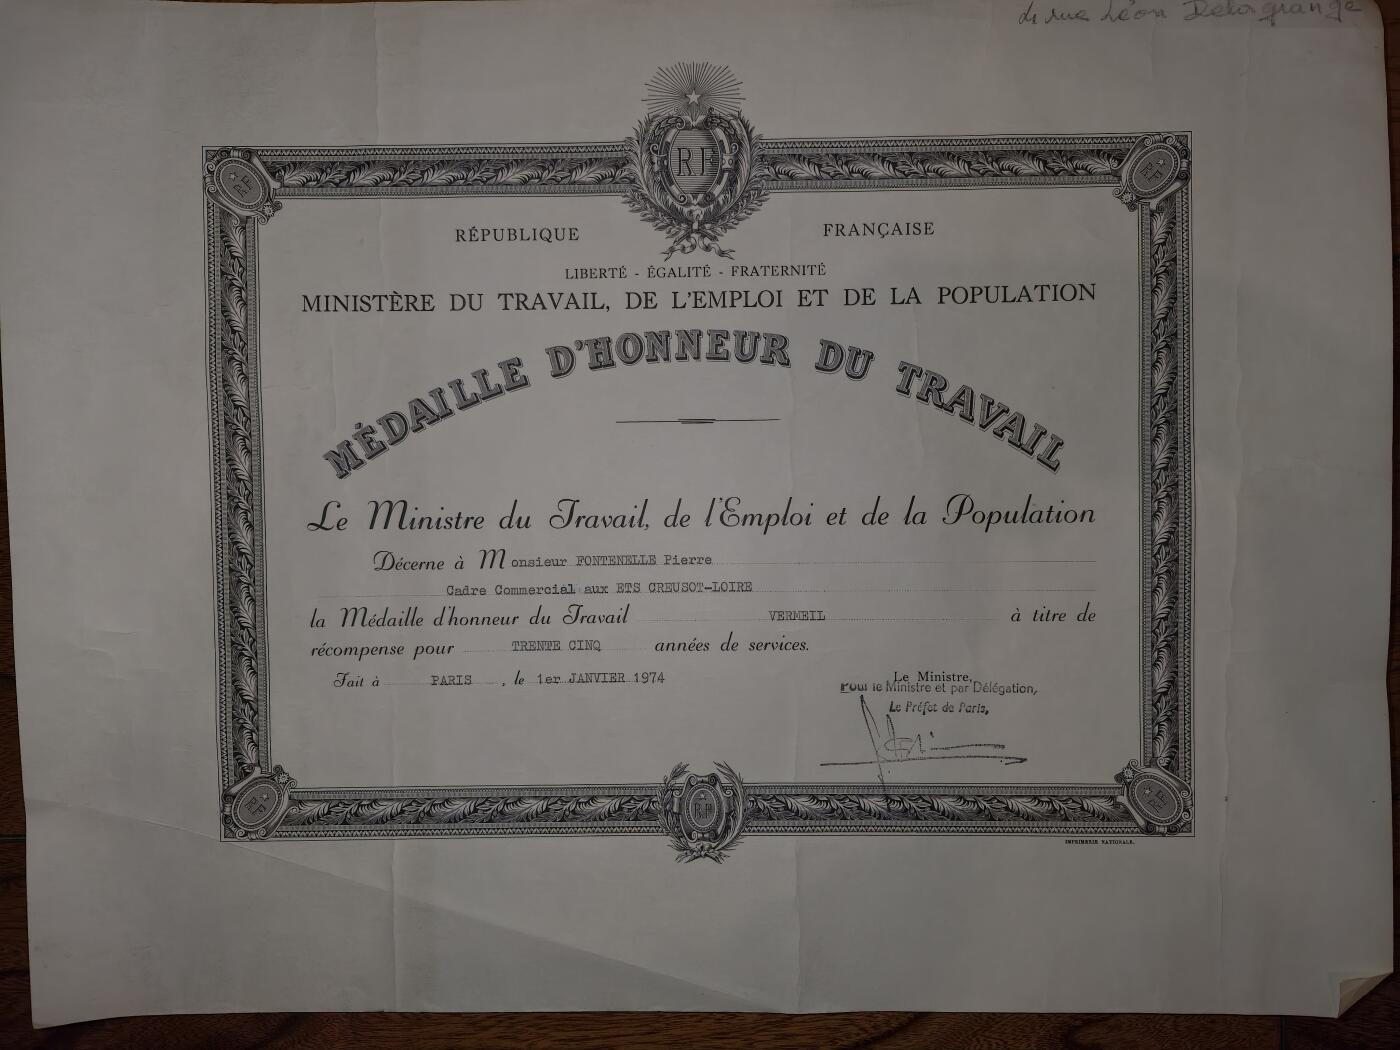 rue Léon Delagrange
RF
RÉPUBLIQUE FRANÇAISE
LIBERTÉ - ÉGALITÉ - FRATERNITÉ
MINISTÈRE DU TRAVAIL, DE L'EMPLOI ET DE LA POPULATION
MÉDAILLE D'HONNEUR DU TRAVAIL
Le Ministre du Travail, de l'Emploi et de la Population
Décerne à Monsieur FONTENELLE Pierre
Cadre Commercial aux ETS CREUSOT-LOIRE
la Médaille d'honneur du Travail VERMEIL à titre de
récompense pour TRENTE CINQ années de services.
Fait à PARIS, le 1er JANVIER 1974
Le Ministre,
Pour le Ministre et par Délégation,
Le Préfet de Paris,
RF
IMPRIMERIE NATIONALE.